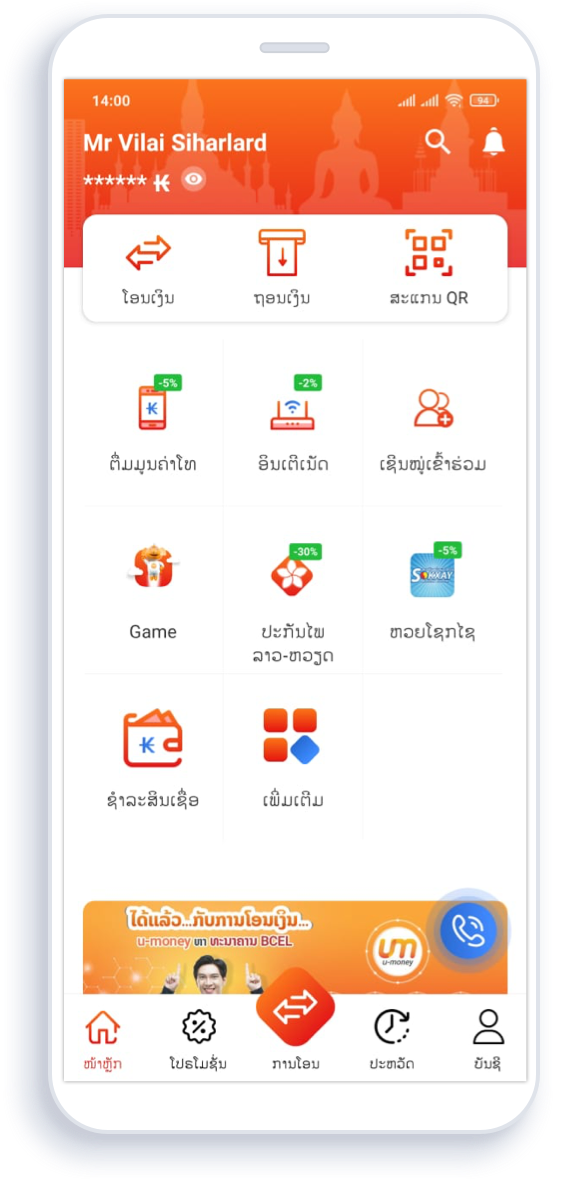 14:00
94
Mr Vilai Siharlard
****** ₭
ໂອນເງິນ
ຖອນເງິນ
ສະແກນ QR
-5%
-2%
₭
ຕື່ມມູນຄ່າໂທ
ອິນເຕີເນັດ
ເຊີນໝູ່ເຂົ້າຮ່ວມ
-30%
-5%
SOKXAY
Game
ປະກັນໄພ
ລາວ-ຫວຽດ
ຫວຍໂຊກໄຊ
₭
ຊຳລະສິນເຊື່ອ
ເພີ່ມເຕີມ
ໄດ້ແລ້ວ...ກັບການໂອນເງິນ...
u-money ຫາ ທະນາຄານ BCEL
um
u-money
ໜ້າຫຼັກ
ໂປຣໂມຊັ່ນ
ການໂອນ
ປະຫວັດ
ບັນຊີ